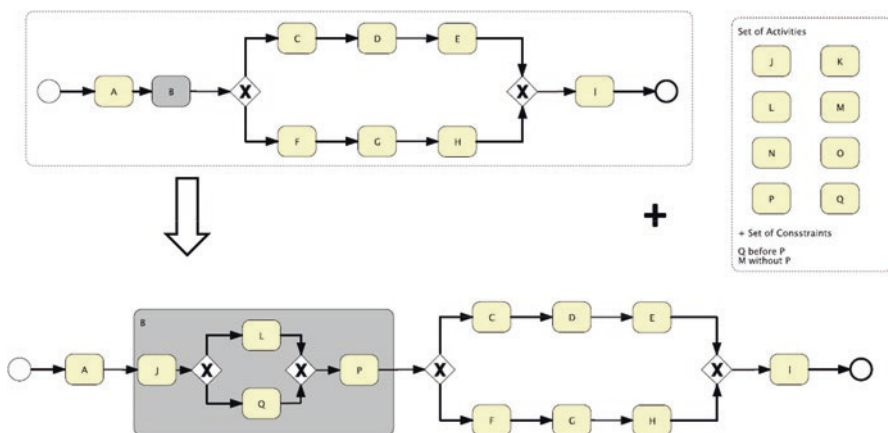 C D E
A B X X I
F G H
Set of Activities
J K
L M
N O
P Q
+ Set of Consstraints
Q before P
M without P
+
B
C D E
L
A J X X P X X I
Q
F G H